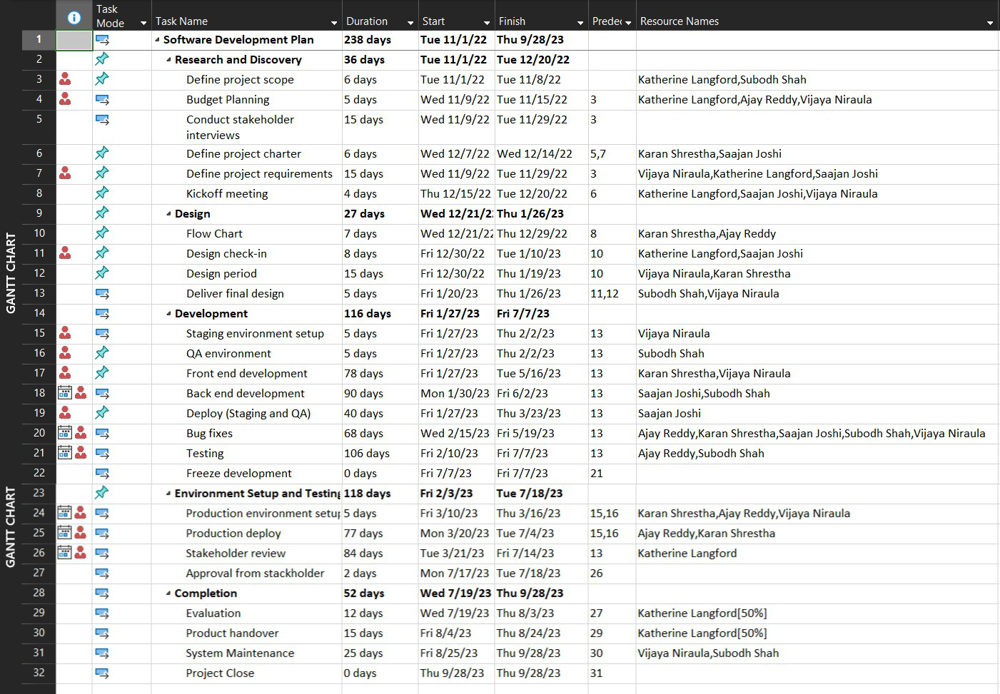 Task Mode Task Name Duration Start Finish Predec Resource Names
1 Software Development Plan 238 days Tue 11/1/22 Thu 9/28/23
2 Research and Discovery 36 days Tue 11/1/22 Tue 12/20/22
3 Define project scope 6 days Tue 11/1/22 Tue 11/8/22 Katherine Langford,Subodh Shah
4 Budget Planning 5 days Wed 11/9/22 Tue 11/15/22 3 Katherine Langford,Ajay Reddy,Vijaya Niraula
5 Conduct stakeholder 15 days Wed 11/9/22 Tue 11/29/22 3
interviews
6 Define project charter 6 days Wed 12/7/22 Wed 12/14/22 5,7 Karan Shrestha,Saajan Joshi
7 Define project requirements 15 days Wed 11/9/22 Tue 11/29/22 3 Vijaya Niraula,Katherine Langford,Saajan Joshi
8 Kickoff meeting 4 days Thu 12/15/22 Tue 12/20/22 6 Katherine Langford,Saajan Joshi,Vijaya Niraula
9 Design 27 days Wed 12/21/22 Thu 1/26/23
10 Flow Chart 7 days Wed 12/21/22 Thu 12/29/22 8 Karan Shrestha,Ajay Reddy
11 Design check-in 8 days Fri 12/30/22 Tue 1/10/23 10 Katherine Langford,Saajan Joshi
12 Design period 15 days Fri 12/30/22 Thu 1/19/23 10 Vijaya Niraula,Karan Shrestha
13 Deliver final design 5 days Fri 1/20/23 Thu 1/26/23 11,12 Subodh Shah,Vijaya Niraula
14 Development 116 days Fri 1/27/23 Fri 7/7/23
15 Staging environment setup 5 days Fri 1/27/23 Thu 2/2/23 13 Vijaya Niraula
16 QA environment 5 days Fri 1/27/23 Thu 2/2/23 13 Subodh Shah
17 Front end development 78 days Fri 1/27/23 Tue 5/16/23 13 Karan Shrestha,Vijaya Niraula
18 Back end development 90 days Mon 1/30/23 Fri 6/2/23 13 Saajan Joshi,Subodh Shah
19 Deploy (Staging and QA) 40 days Fri 1/27/23 Thu 3/23/23 13 Saajan Joshi
20 Bug fixes 68 days Wed 2/15/23 Fri 5/19/23 13 Ajay Reddy,Karan Shrestha,Saajan Joshi,Subodh Shah,Vijaya Niraula
21 Testing 106 days Fri 2/10/23 Fri 7/7/23 13 Ajay Reddy,Subodh Shah
22 Freeze development 0 days Fri 7/7/23 Fri 7/7/23 21
23 Environment Setup and Testing 118 days Fri 2/3/23 Tue 7/18/23
24 Production environment setup 5 days Fri 3/10/23 Thu 3/16/23 15,16 Karan Shrestha,Ajay Reddy,Vijaya Niraula
25 Production deploy 77 days Mon 3/20/23 Tue 7/4/23 15,16 Ajay Reddy,Karan Shrestha
26 Stakeholder review 84 days Tue 3/21/23 Fri 7/14/23 13 Katherine Langford
27 Approval from stackholder 2 days Mon 7/17/23 Tue 7/18/23 26
28 Completion 52 days Wed 7/19/23 Thu 9/28/23
29 Evaluation 12 days Wed 7/19/23 Thu 8/3/23 27 Katherine Langford[50%]
30 Product handover 15 days Fri 8/4/23 Thu 8/24/23 29 Katherine Langford[50%]
31 System Maintenance 25 days Fri 8/25/23 Thu 9/28/23 30 Vijaya Niraula,Subodh Shah
32 Project Close 0 days Thu 9/28/23 Thu 9/28/23 31
GANTT CHART
GANTT CHART